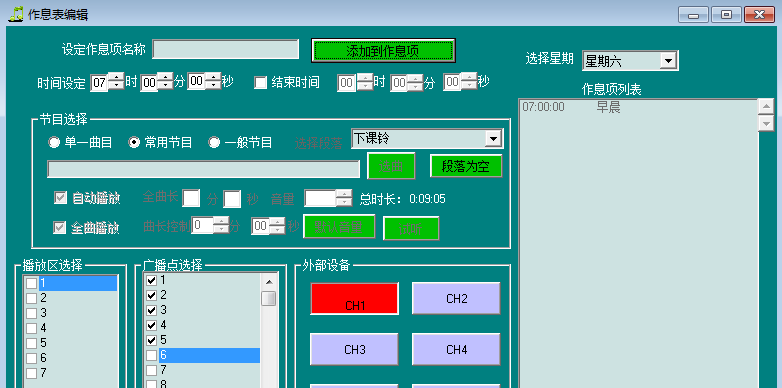 作息表编辑
设定作息项名称 添加到作息项 选择星期 星期六
时间设定 07 时 00 分 00 秒 结束时间 00 时 00 分 00 秒 作息项列表
07:00:00 早晨
节目选择
单一曲目 常用节目 一般节目 选择段落 下课铃
段落为空
自动播放 全曲长 分 秒 音量 总时长: 0:09:05
全曲播放 曲长控制 0 分 00 秒
播放区选择 广播点选择 外部设备
1 1 CH1 CH2
2 2
3 3
4 4 CH3 CH4
5 5
6 6
7 7
8